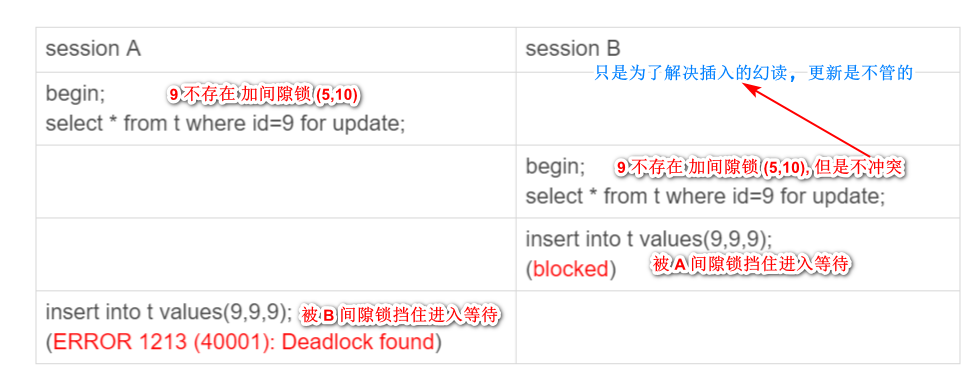 session A
session B
只是为了解决插入的幻读，更新是不管的
begin;
9不存在 加间隙锁 (5,10)
select * from t where id=9 for update;
begin;
9不存在 加间隙锁 (5,10), 但是不冲突
select * from t where id=9 for update;
insert into t values(9,9,9);
(blocked)
被 A 间隙锁挡住进入等待
insert into t values(9,9,9);
被 B 间隙锁挡住进入等待
(ERROR 1213 (40001): Deadlock found)